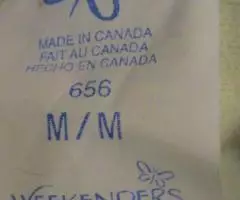 MADE IN CANADA
FAIT AU CANADA
HECHO EN CANADA
656
M/M
WEEKENDERS